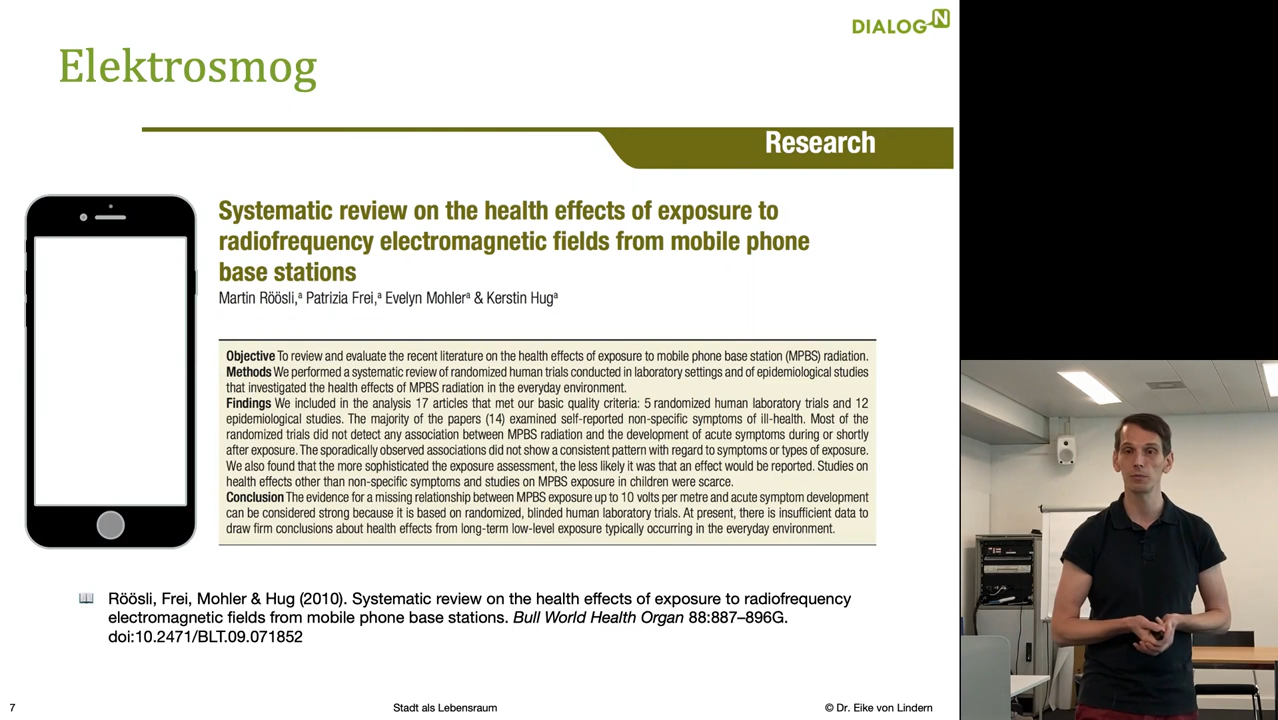 DIALOG N
Elektrosmog
Research
Systematic review on the health effects of exposure to
radiofrequency electromagnetic fields from mobile phone
base stations
Martin Röösli,ª Patrizia Frei,ª Evelyn Mohlerª & Kerstin Hugª
Objective To review and evaluate the recent literature on the health effects of exposure to mobile phone base station (MPBS) radiation.
Methods We performed a systematic review of randomized human trials conducted in laboratory settings and of epidemiological studies
that investigated the health effects of MPBS radiation in the everyday environment.
Findings We included in the analysis 17 articles that met our basic quality criteria: 5 randomized human laboratory trials and 12
epidemiological studies. The majority of the papers (14) examined self-reported non-specific symptoms of ill-health. Most of the
randomized trials did not detect any association between MPBS radiation and the development of acute symptoms during or shortly
after exposure. The sporadically observed associations did not show a consistent pattern with regard to symptoms or types of exposure.
We also found that the more sophisticated the exposure assessment, the less likely it was that an effect would be reported. Studies on
health effects other than non-specific symptoms and studies on MPBS exposure in children were scarce.
Conclusion The evidence for a missing relationship between MPBS exposure up to 10 volts per metre and acute symptom development
can be considered strong because it is based on randomized, blinded human laboratory trials. At present, there is insufficient data to
draw firm conclusions about health effects from long-term low-level exposure typically occurring in the everyday environment.
Röösli, Frei, Mohler & Hug (2010). Systematic review on the health effects of exposure to radiofrequency
electromagnetic fields from mobile phone base stations. Bull World Health Organ 88:887–896G.
doi:10.2471/BLT.09.071852
7
Stadt als Lebensraum
© Dr. Eike von Lindern